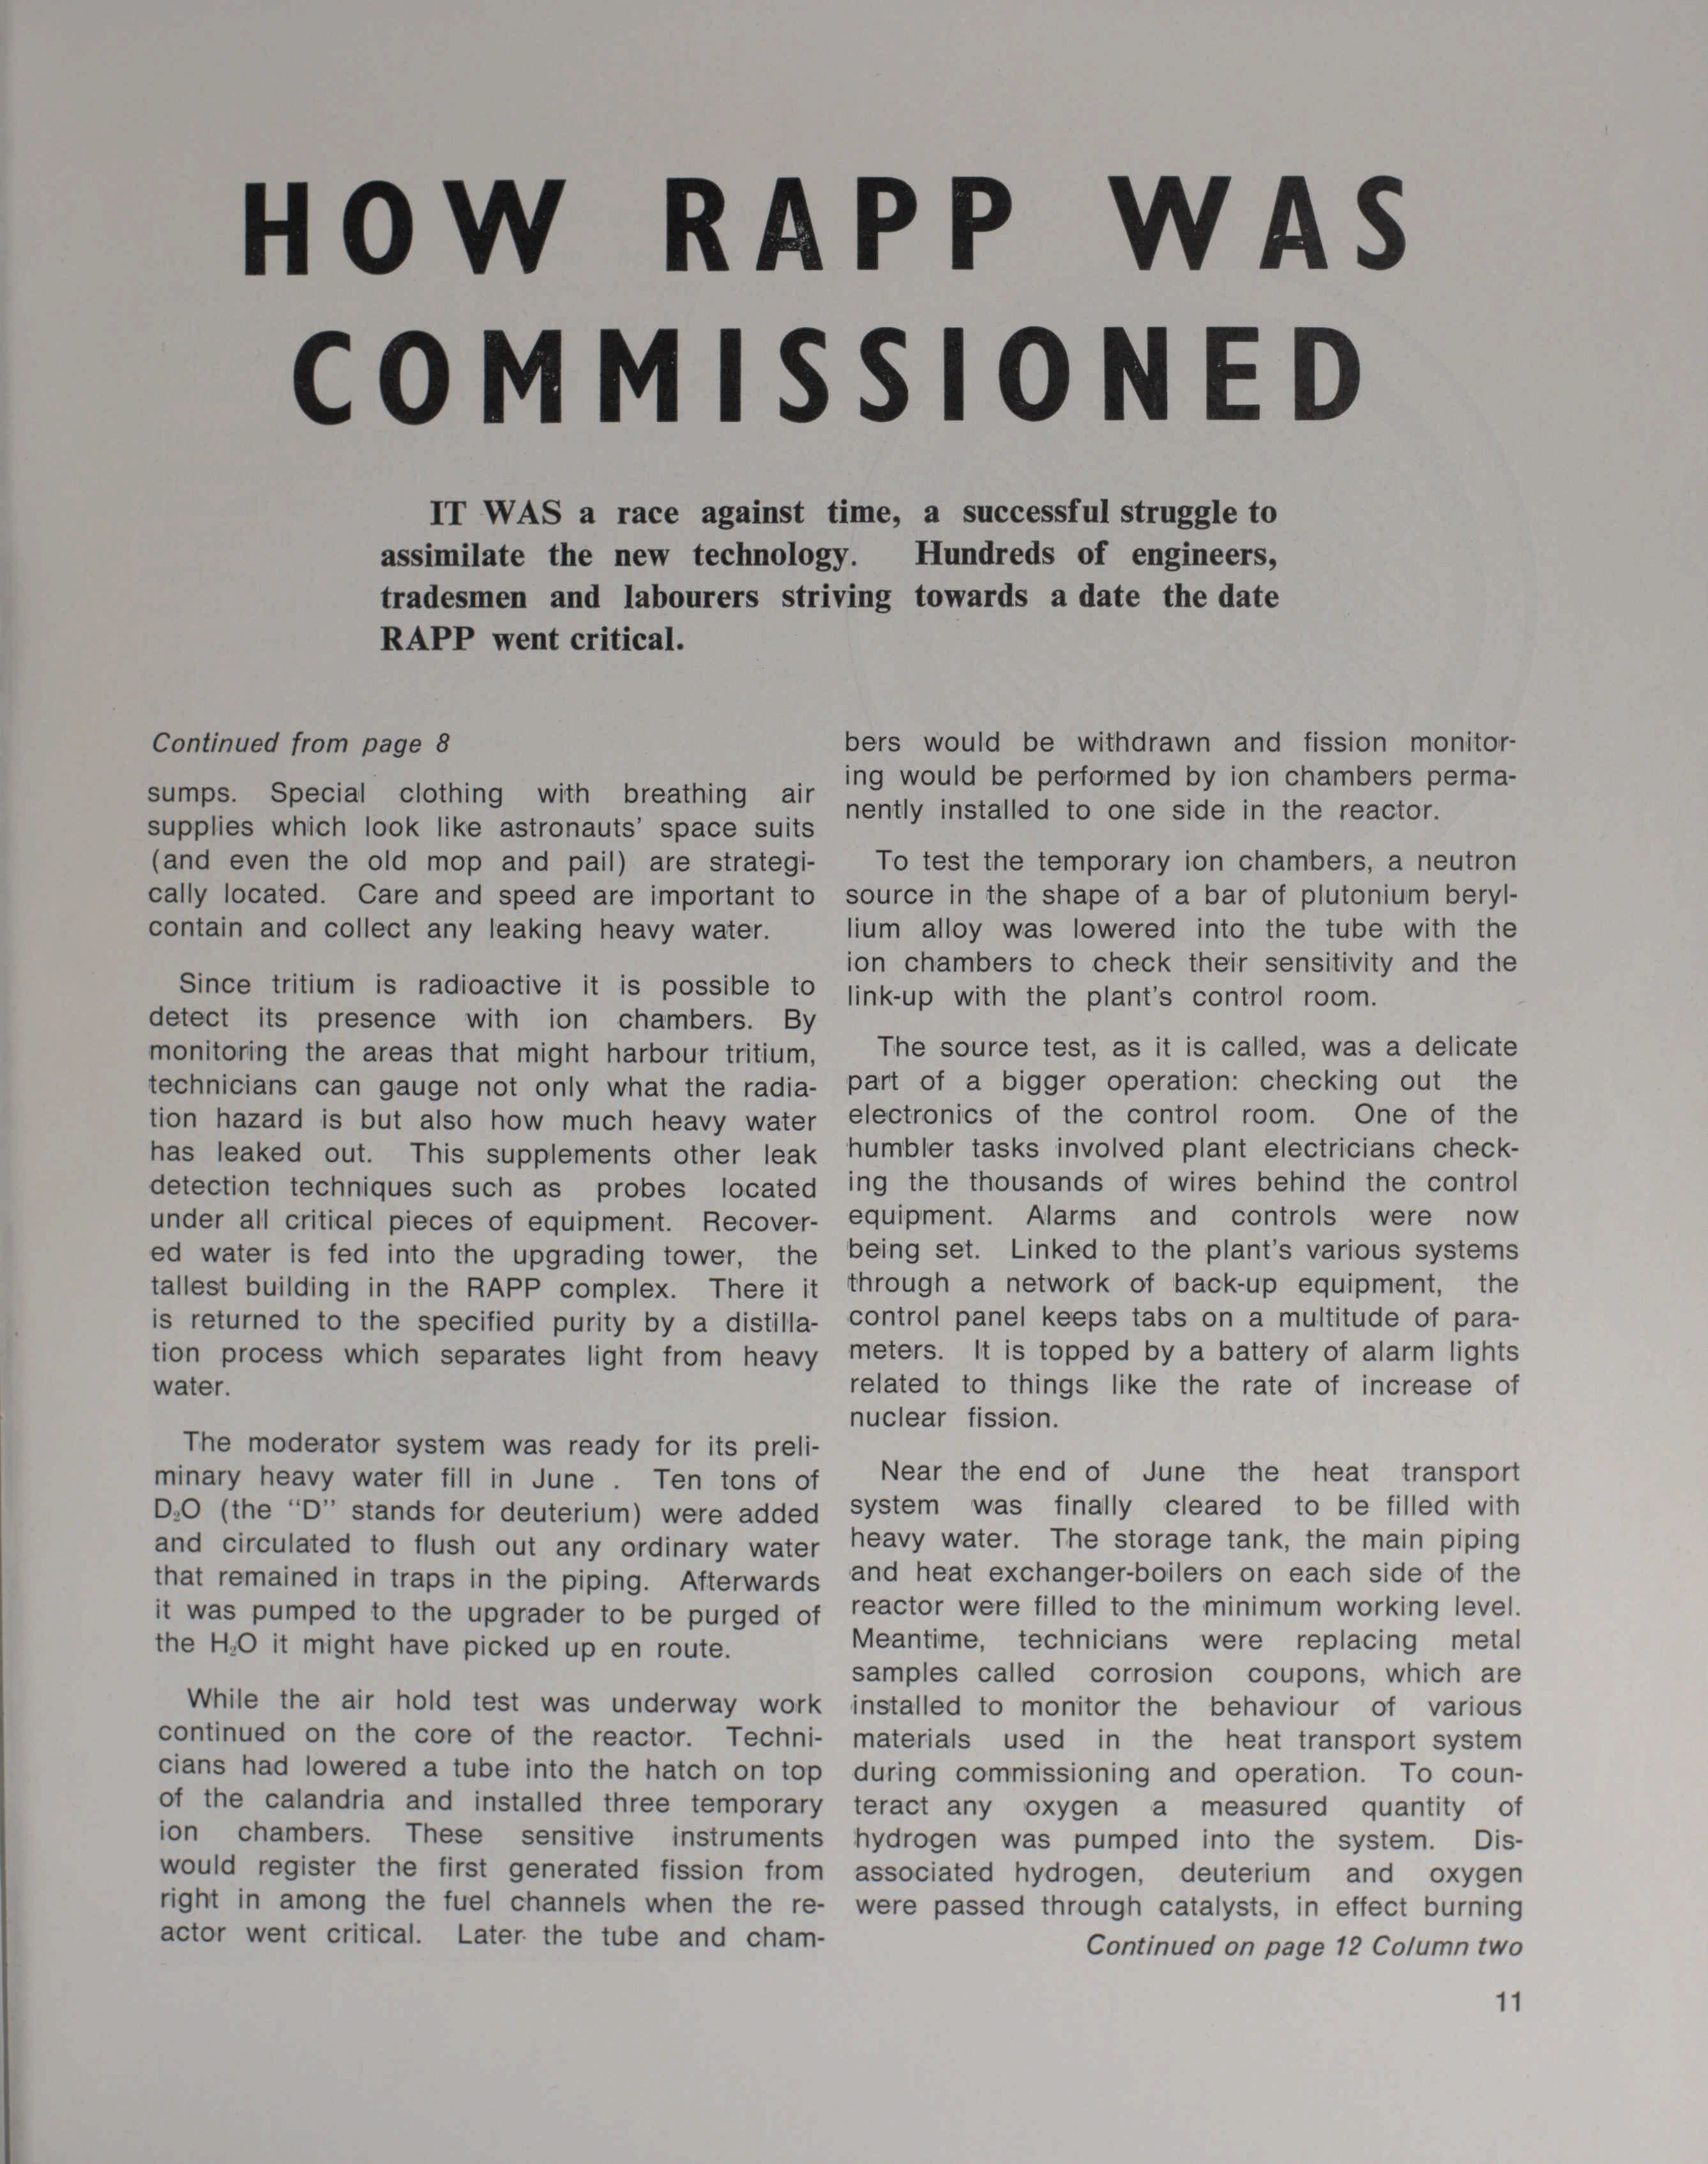 HOW RAPP WAS
COMMISSIONED
IT WAS a race against time, a successful struggle to
assimilate the new technology. Hundreds of engineers,
tradesmen and labourers striving towards a date the date
RAPP went critical.
Continued from page 8
sumps. Special clothing with breathing air
supplies which look like astronauts' space suits
(and even the old mop and pail) are strategi-
cally located. Care and speed are important to
contain and collect any leaking heavy water.
Since tritium is radioactive it is possible to
detect its presence with ion chambers. By
monitoring the areas that might harbour tritium,
technicians can gauge not only what the radia-
tion hazard is but also how much heavy water
has leaked out. This supplements other leak
detection techniques such as probes located
under all critical pieces of equipment. Recover-
ed water is fed into the upgrading tower, the
tallest building in the RAPP complex. There it
is returned to the specified purity by a distilla-
tion process which separates light from heavy
water.
The moderator system was ready for its preli-
minary heavy water fill in June . Ten tons of
D₂O (the "D" stands for deuterium) were added
and circulated to flush out any ordinary water
that remained in traps in the piping. Afterwards
it was pumped to the upgrader to be purged of
the H₂O it might have picked up en route.
While the air hold test was underway work
continued on the core of the reactor. Techni-
cians had lowered a tube into the hatch on top
of the calandria and installed three temporary
ion chambers. These sensitive instruments
would register the first generated fission from
right in among the fuel channels when the re-
actor went critical. Later the tube and cham-
bers would be withdrawn and fission monitor-
ing would be performed by ion chambers perma-
nently installed to one side in the reactor.
To test the temporary ion chambers, a neutron
source in the shape of a bar of plutonium beryl-
lium alloy was lowered into the tube with the
ion chambers to check their sensitivity and the
link-up with the plant's control room.
The source test, as it is called, was a delicate
part of a bigger operation: checking out the
electronics of the control room. One of the
humbler tasks involved plant electricians check-
ing the thousands of wires behind the control
equipment. Alarms and controls were now
being set. Linked to the plant's various systems
through a network of back-up equipment, the
control panel keeps tabs on a multitude of para-
meters. It is topped by a battery of alarm lights
related to things like the rate of increase of
nuclear fission.
Near the end of June the heat transport
system was finally cleared to be filled with
heavy water. The storage tank, the main piping
and heat exchanger-boilers on each side of the
reactor were filled to the minimum working level.
Meantime, technicians were replacing metal
samples called corrosion coupons, which are
installed to monitor the behaviour of various
materials used in the heat transport system
during commissioning and operation. To coun-
teract any oxygen a measured quantity of
hydrogen was pumped into the system. Dis-
associated hydrogen, deuterium and oxygen
were passed through catalysts, in effect burning
Continued on page 12 Column two
11